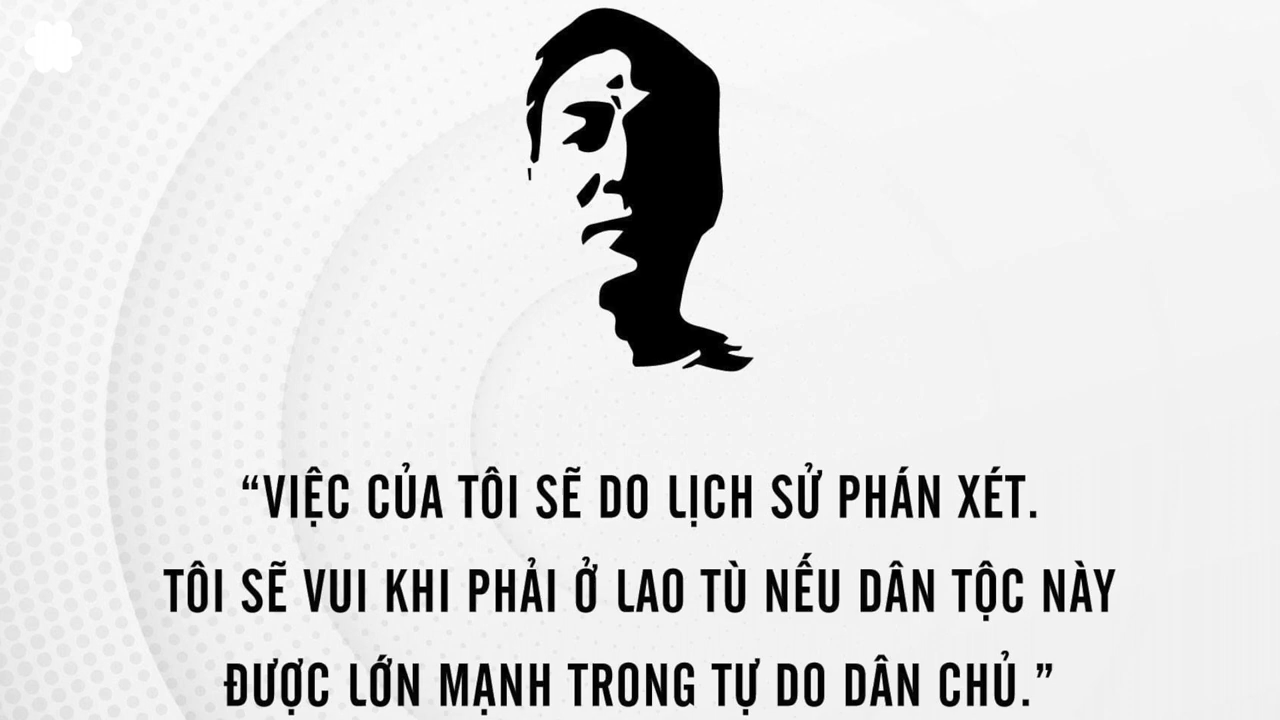 “VIỆC CỦA TÔI SẼ DO LỊCH SỬ PHÁN XÉT.
TÔI SẼ VUI KHI PHẢI Ở LAO TÙ NẾU DÂN TỘC NÀY
ĐƯỢC LỚN MẠNH TRONG TỰ DO DÂN CHỦ.”